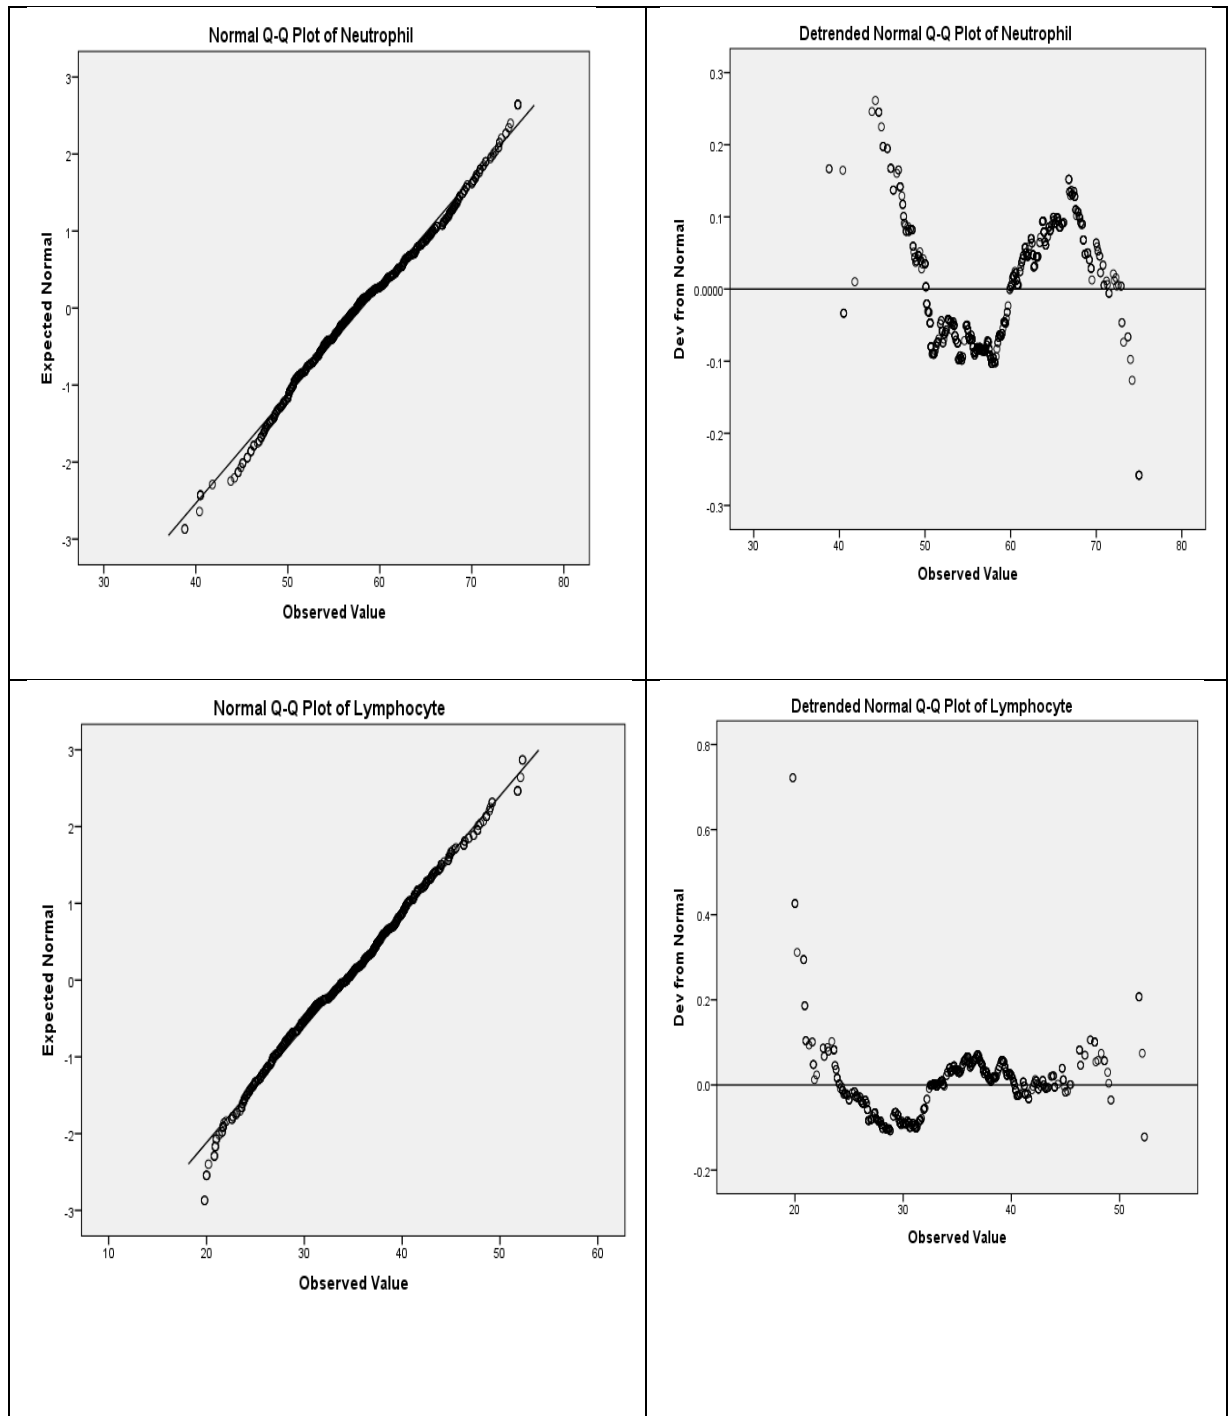 Normal Q-Q Plot of Neutrophil
Expected Normal
3
2
1
0
-1
-2
-3
30 40 50 60 70 80
Observed Value
Detrended Normal Q-Q Plot of Neutrophil
Dev from Normal
0.3
0.2
0.1
0.0000
-0.1
-0.2
-0.3
30 40 50 60 70 80
Observed Value
Normal Q-Q Plot of Lymphocyte
Expected Normal
3
2
1
0
-1
-2
-3
10 20 30 40 50 60
Observed Value
Detrended Normal Q-Q Plot of Lymphocyte
Dev from Normal
0.8
0.6
0.4
0.2
0.0
-0.2
20 30 40 50
Observed Value